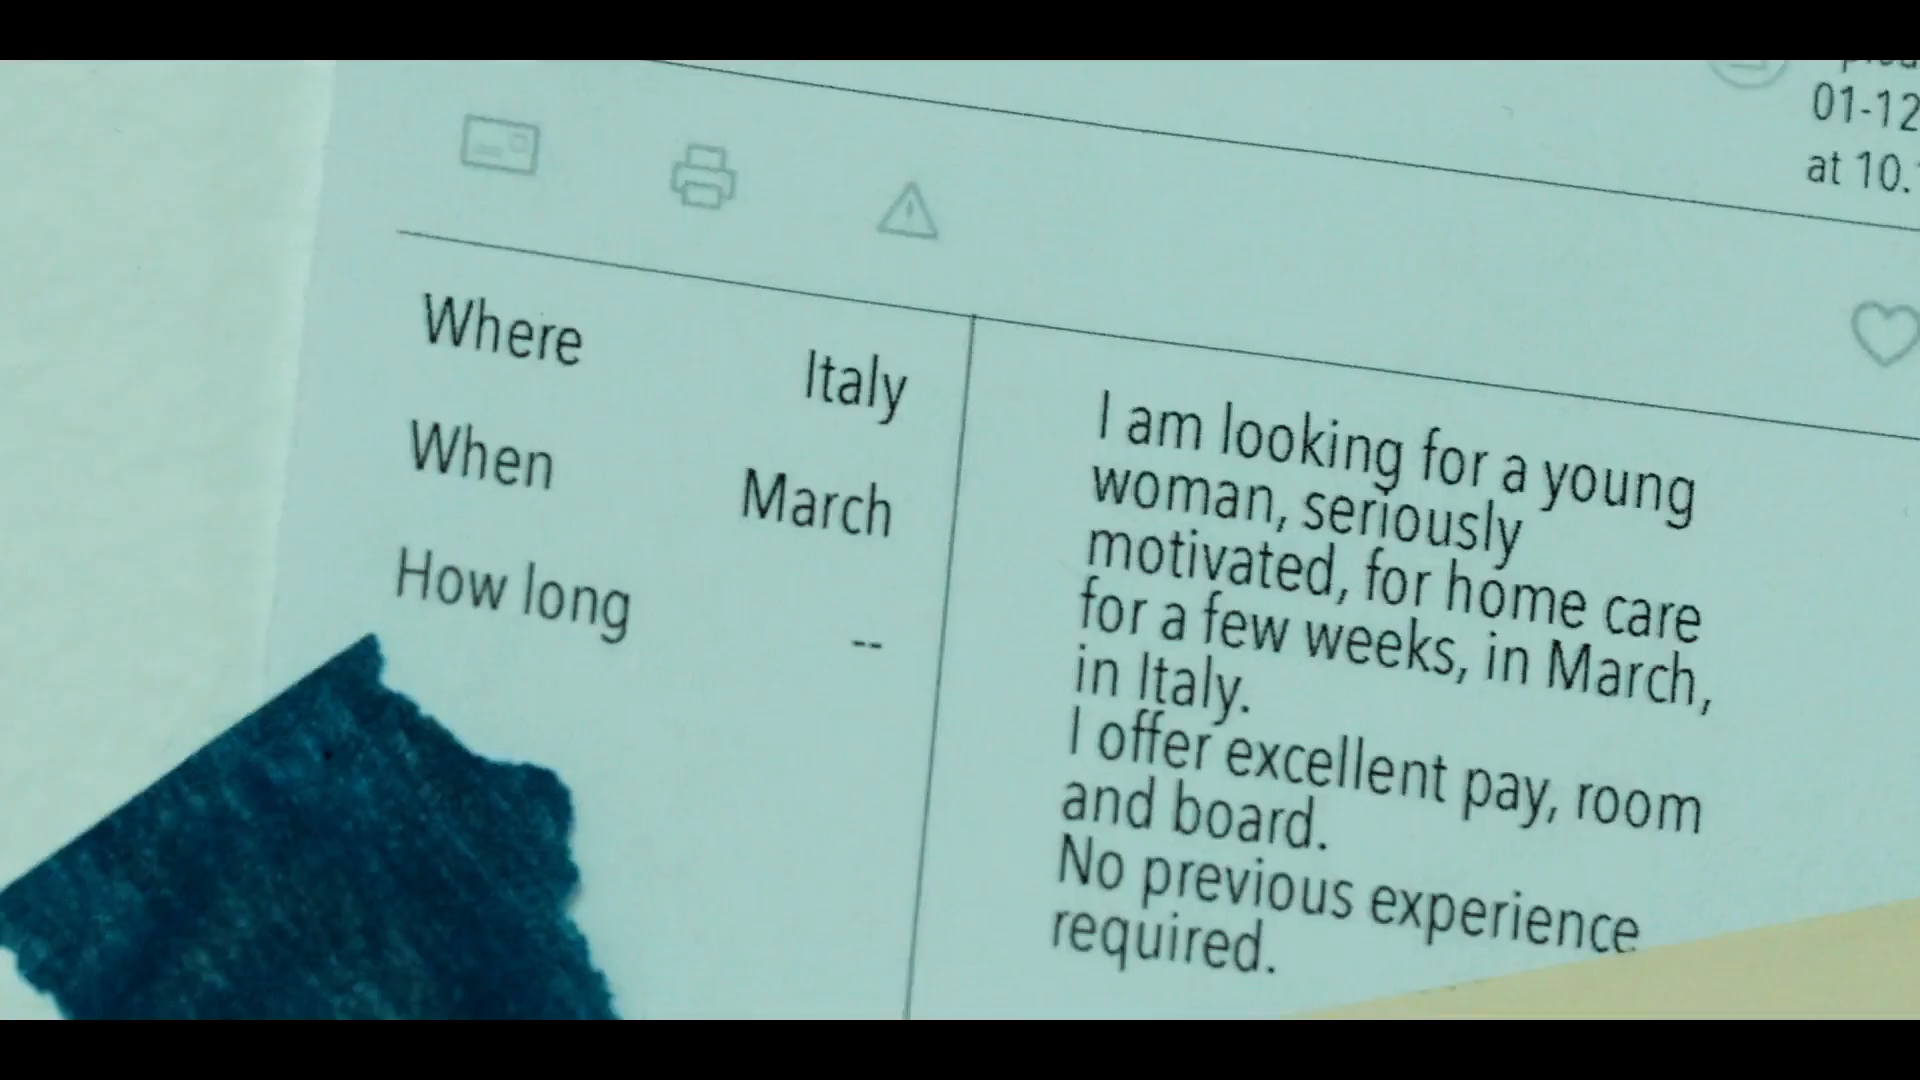 01-12
at 10.
Where Italy
When March
How long --
I am looking for a young
woman, seriously
motivated, for home care
for a few weeks, in March,
in Italy.
I offer excellent pay, room
and board.
No previous experience
required.